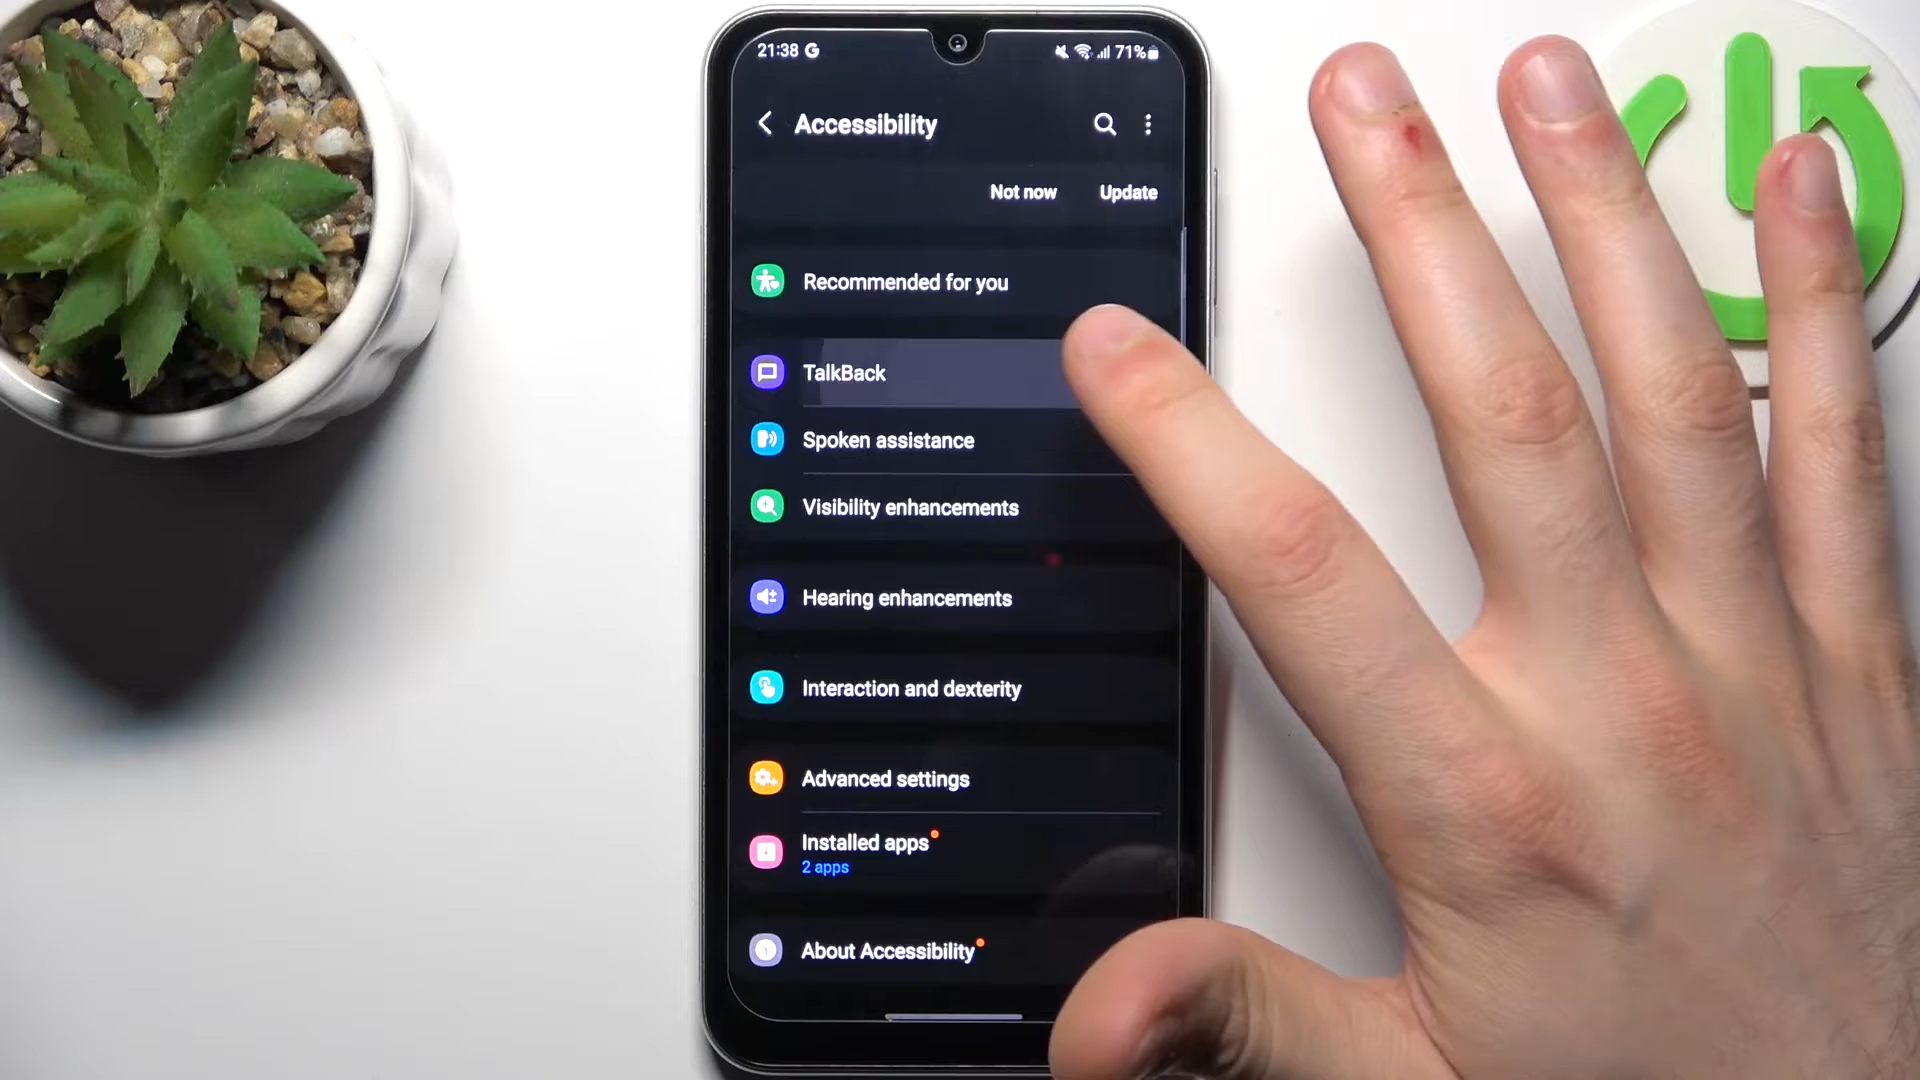 21:38 G
71%
Accessibility
Not now
Update
Recommended for you
TalkBack
Spoken assistance
Visibility enhancements
Hearing enhancements
Interaction and dexterity
Advanced settings
Installed apps
2 apps
About Accessibility